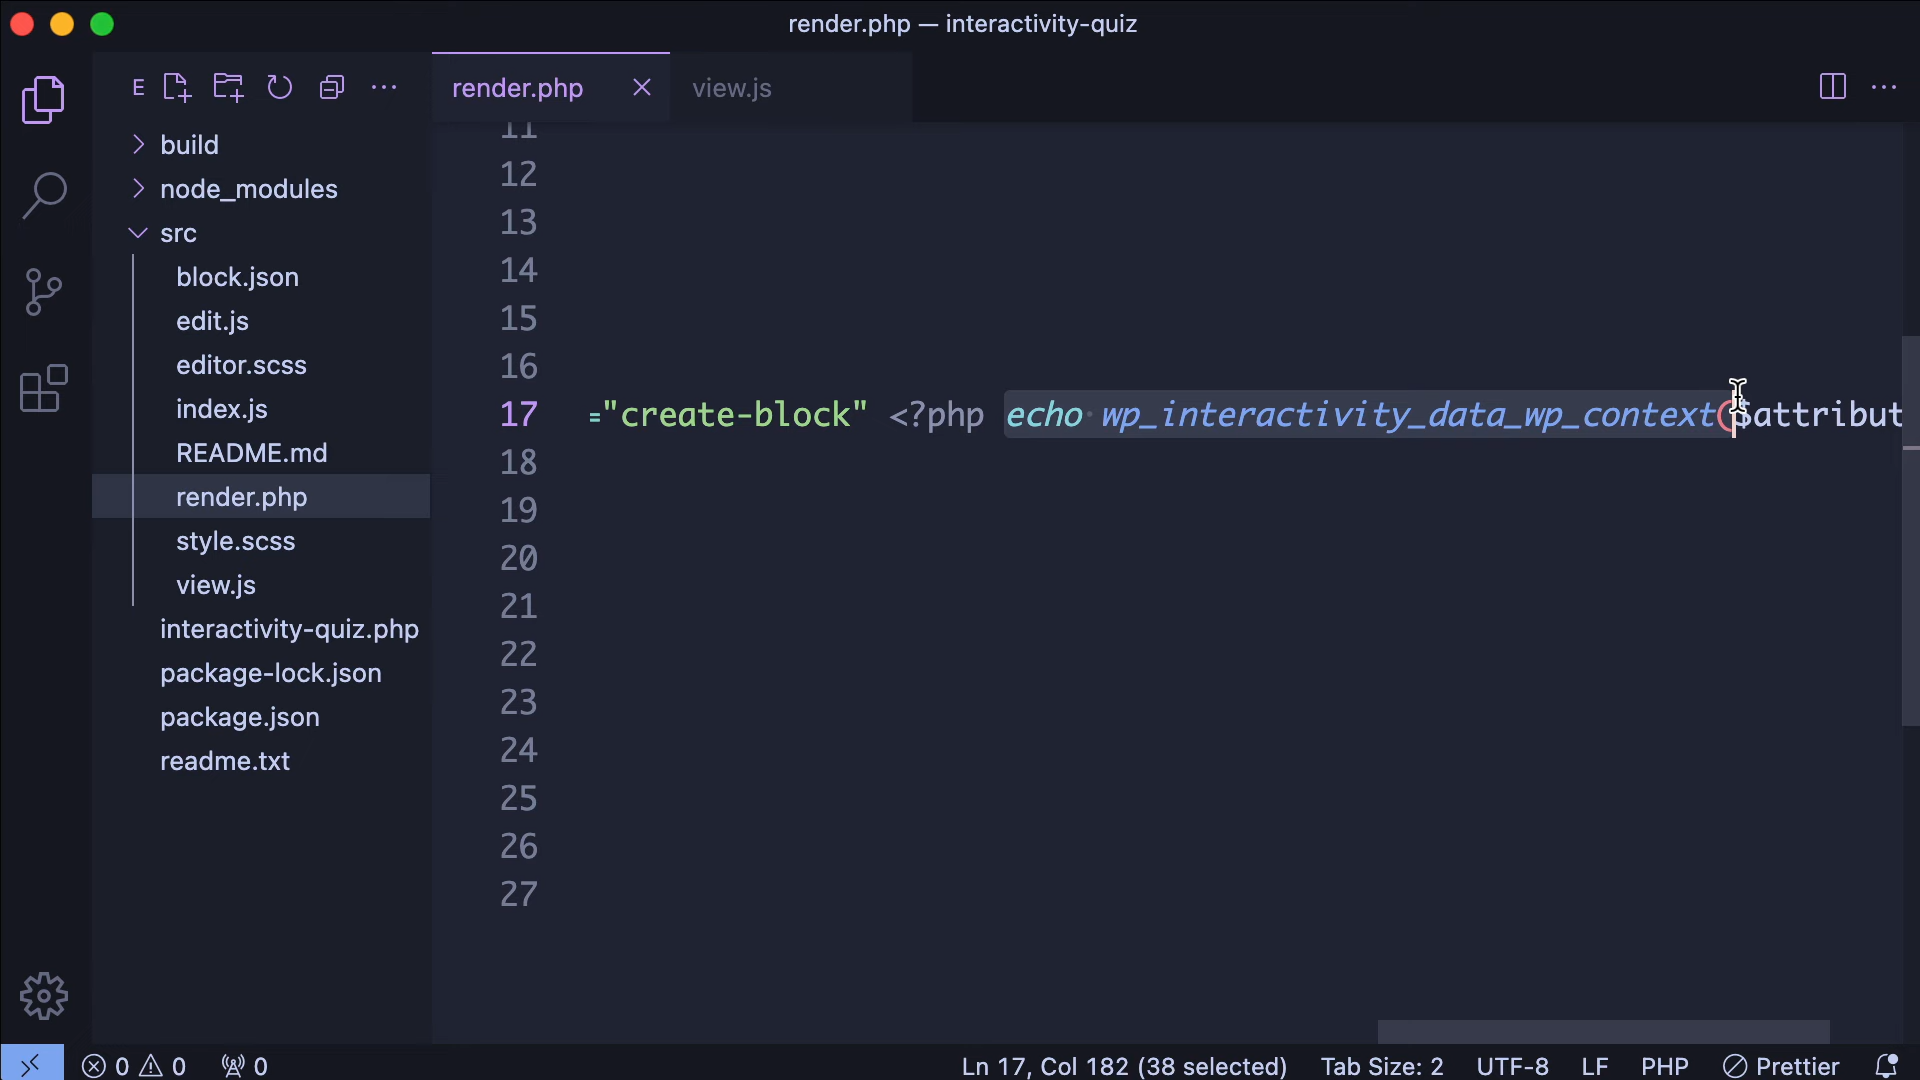 render.php — interactivity-quiz
E
render.php
view.js
build
node_modules
src
block.json
edit.js
editor.scss
index.js
README.md
render.php
style.scss
view.js
interactivity-quiz.php
package-lock.json
package.json
readme.txt
11
12
13
14
15
16
17 ="create-block" <?php echo wp_interactivity_data_wp_context($attribut
18
19
20
21
22
23
24
25
26
27
0 0 0 Ln 17, Col 182 (38 selected) Tab Size: 2 UTF-8 LF PHP Prettier